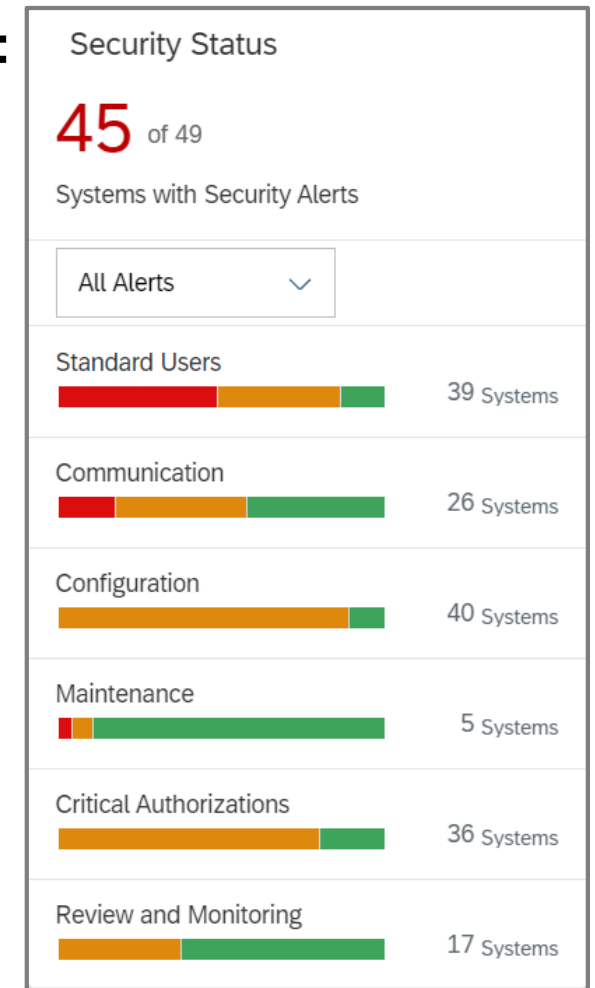 :
Security Status
45 of 49
Systems with Security Alerts
All Alerts
Standard Users
39 Systems
Communication
26 Systems
Configuration
40 Systems
Maintenance
5 Systems
Critical Authorizations
36 Systems
Review and Monitoring
17 Systems